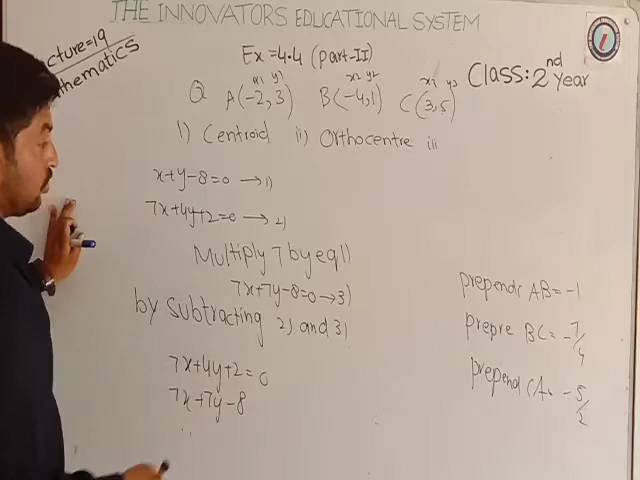 THE INNOVATORS EDUCATIONAL SYSTEM
cture=19
thematics
Ex=4.4 (part-II)
Class: 2nd year
x1 y1 x2 y2 x3 y3
Q A(-2,3) B(-4,1) C(3,5)
i) Centroid ii) Orthocentre iii
x+y-8=0 →1)
7x+4y+2=0 →2)
Multiply 7 by eq 1)
7x+7y-8=0→3)
by subtracting 2) and 3)
7x+4y+2=0
7x+7y-8
AB=-1
BC=-7/4
CA= -5/2